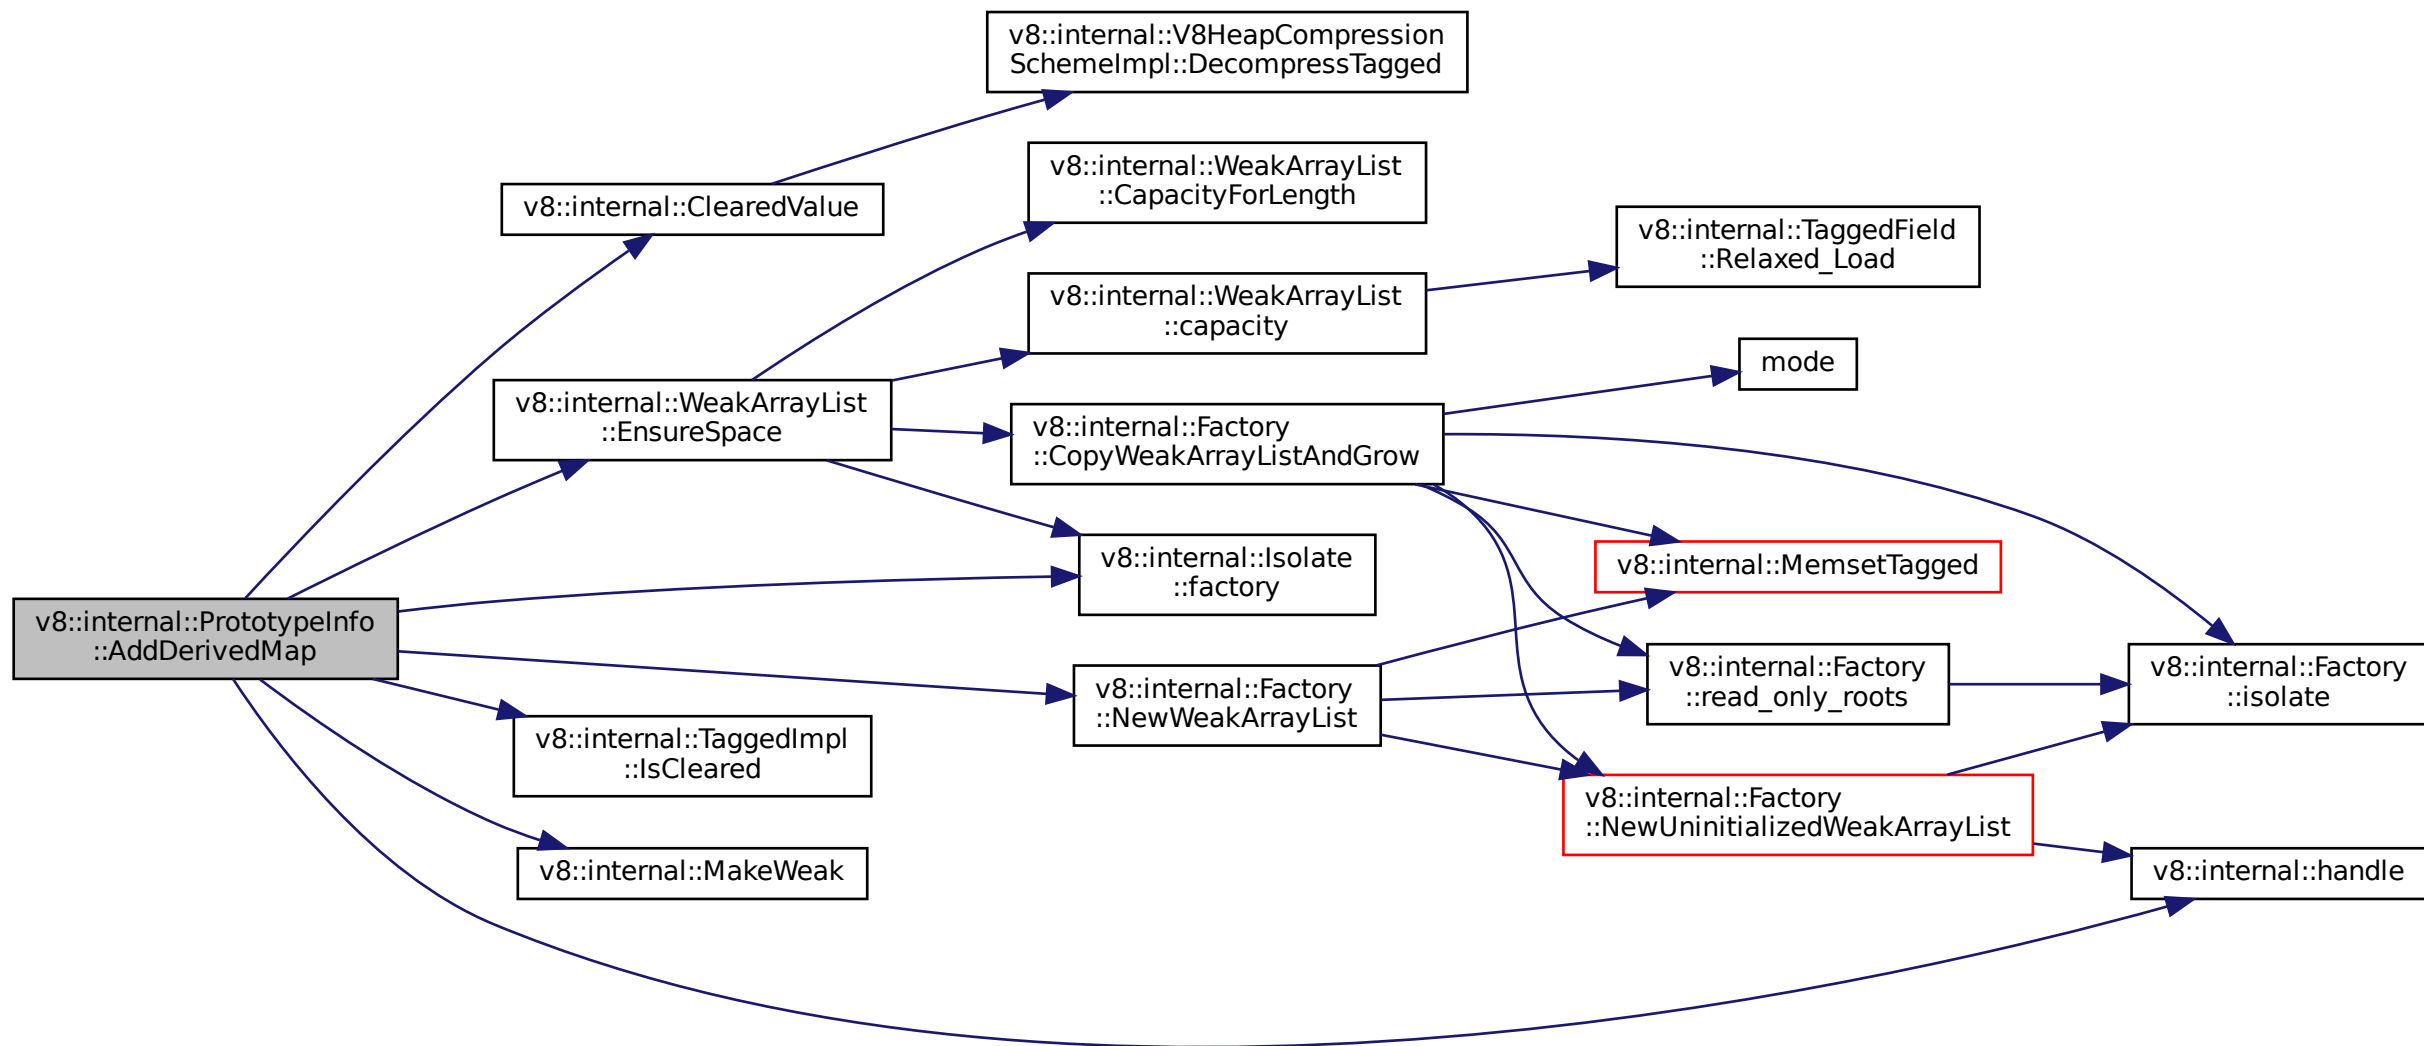 v8::internal::V8HeapCompression
SchemeImpl::DecompressTagged
v8::internal::WeakArrayList
::CapacityForLength
v8::internal::ClearedValue
v8::internal::TaggedField
::Relaxed_Load
v8::internal::WeakArrayList
::capacity
mode
v8::internal::WeakArrayList
::EnsureSpace
v8::internal::Factory
::CopyWeakArrayListAndGrow
v8::internal::Isolate
::factory
v8::internal::MemsetTagged
v8::internal::PrototypeInfo
::AddDerivedMap
v8::internal::Factory
::NewWeakArrayList
v8::internal::Factory
::read_only_roots
v8::internal::Factory
::isolate
v8::internal::TaggedImpl
::IsCleared
v8::internal::Factory
::NewUninitializedWeakArrayList
v8::internal::MakeWeak
v8::internal::handle